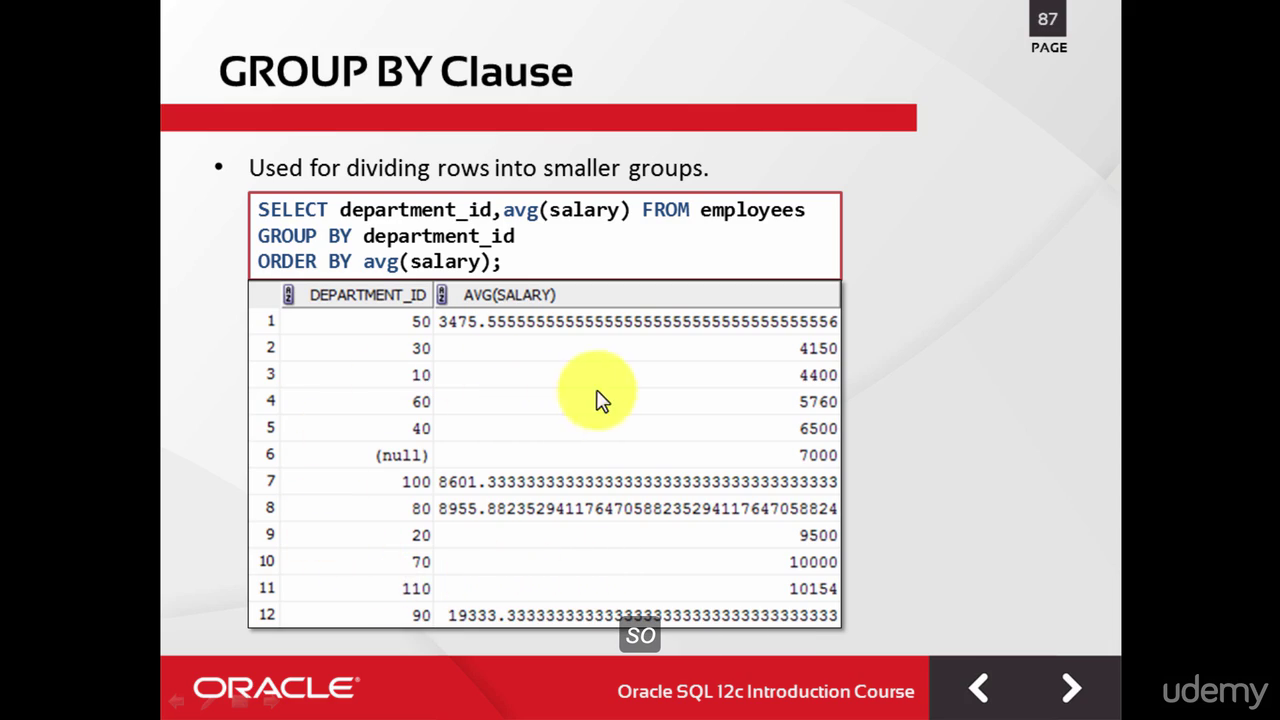 87
PAGE
GROUP BY Clause
• Used for dividing rows into smaller groups.
SELECT department_id,avg(salary) FROM employees
GROUP BY department_id
ORDER BY avg(salary);
DEPARTMENT_ID AVG(SALARY)
1 50 3475.55555555555555555555555555555555556
2 30 4150
3 10 4400
4 60 5760
5 40 6500
6 (null) 7000
7 100 8601.33333333333333333333333333333333333
8 80 8955.88235294117647058823529411764705824
9 20 9500
10 70 10000
11 110 10154
12 90 19333.3333333333333333333333333333333333
so
ORACLE®
Oracle SQL 12c Introduction Course
udemy